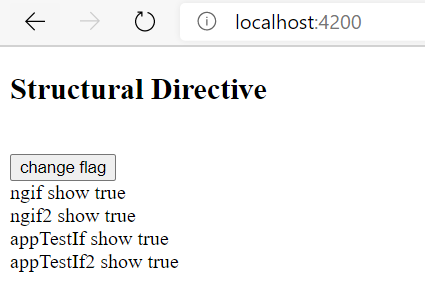 localhost:4200
Structural Directive
change flag
ngif show true
ngif2 show true
appTestIf show true
appTestIf2 show true